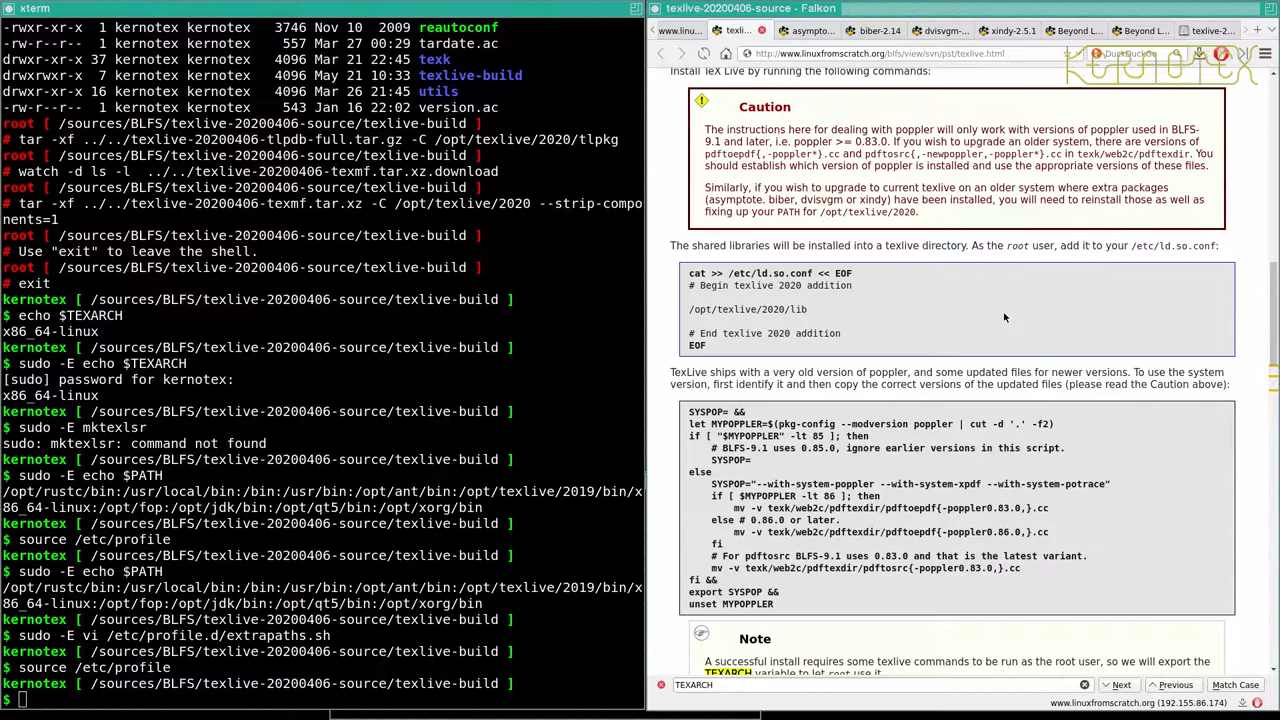 xterm
-rwxr-xr-x 1 kernotex kernotex 3746 Nov 10 2009 reautoconf
-rw-r--r-- 1 kernotex kernotex 557 Mar 27 00:29 tardate.ac
drwxr-xr-x 37 kernotex kernotex 4096 Mar 21 22:45 texk
drwxrwxr-x 7 kernotex kernotex 4096 May 21 10:33 texlive-build
drwxr-xr-x 16 kernotex kernotex 4096 Mar 26 21:45 utils
-rw-r--r-- 1 kernotex kernotex 543 Jan 16 22:02 version.ac
root [ /sources/BLFS/texlive-20200406-source/texlive-build ]
# tar -xf ../../texlive-20200406-tlpdb-full.tar.gz -C /opt/texlive/2020/tlpkg
root [ /sources/BLFS/texlive-20200406-source/texlive-build ]
# watch -d ls -l ../../texlive-20200406-texmf.tar.xz.download
root [ /sources/BLFS/texlive-20200406-source/texlive-build ]
# tar -xf ../../texlive-20200406-texmf.tar.xz -C /opt/texlive/2020 --strip-compo
nents=1
root [ /sources/BLFS/texlive-20200406-source/texlive-build ]
# Use "exit" to leave the shell.
root [ /sources/BLFS/texlive-20200406-source/texlive-build ]
# exit
kernotex [ /sources/BLFS/texlive-20200406-source/texlive-build ]
$ echo $TEXARCH
x86_64-linux
kernotex [ /sources/BLFS/texlive-20200406-source/texlive-build ]
$ sudo -E echo $TEXARCH
[sudo] password for kernotex:
x86_64-linux
kernotex [ /sources/BLFS/texlive-20200406-source/texlive-build ]
$ sudo -E mktexlsr
sudo: mktexlsr: command not found
kernotex [ /sources/BLFS/texlive-20200406-source/texlive-build ]
$ sudo -E echo $PATH
/opt/rustc/bin:/usr/local/bin:/bin:/usr/bin:/opt/ant/bin:/opt/texlive/2019/bin/x
86_64-linux:/opt/fop:/opt/jdk/bin:/opt/qt5/bin:/opt/xorg/bin
kernotex [ /sources/BLFS/texlive-20200406-source/texlive-build ]
$ source /etc/profile
kernotex [ /sources/BLFS/texlive-20200406-source/texlive-build ]
$ sudo -E echo $PATH
/opt/rustc/bin:/usr/local/bin:/bin:/usr/bin:/opt/ant/bin:/opt/texlive/2019/bin/x
86_64-linux:/opt/fop:/opt/jdk/bin:/opt/qt5/bin:/opt/xorg/bin
kernotex [ /sources/BLFS/texlive-20200406-source/texlive-build ]
$ sudo -E vi /etc/profile.d/extrapaths.sh
kernotex [ /sources/BLFS/texlive-20200406-source/texlive-build ]
$ source /etc/profile
kernotex [ /sources/BLFS/texlive-20200406-source/texlive-build ]
$
texlive-20200406-source - Falkon
www.linu... texli... asympto... biber-2.14 dvisvgm-... xindy-2.5.1 Beyond L... Beyond L... texlive-2...
http://www.linuxfromscratch.org/blfs/view/svn/pst/texlive.html DuckDuckGo
KERNOTEX
Install TeX Live by running the following commands:
Caution
The instructions here for dealing with poppler will only work with versions of poppler used in BLFS-
9.1 and later, i.e. poppler >= 0.83.0. If you wish to upgrade an older system, there are versions of
pdftoepdf{,-poppler*}.cc and pdftosrc{,-newpoppler,-poppler*}.cc in texk/web2c/pdftexdir. You
should establish which version of poppler is installed and use the appropriate versions of these files.
Similarly, if you wish to upgrade to current texlive on an older system where extra packages
(asymptote. biber, dvisvgm or xindy) have been installed, you will need to reinstall those as well as
fixing up your PATH for /opt/texlive/2020.
The shared libraries will be installed into a texlive directory. As the root user, add it to your /etc/ld.so.conf:
cat >> /etc/ld.so.conf << EOF
# Begin texlive 2020 addition
/opt/texlive/2020/lib
# End texlive 2020 addition
EOF
TexLive ships with a very old version of poppler, and some updated files for newer versions. To use the system
version, first identify it and then copy the correct versions of the updated files (please read the Caution above):
SYSPOP= &&
let MYPOPPLER=$(pkg-config --modversion poppler | cut -d '.' -f2)
if [ "$MYPOPPLER" -lt 85 ]; then
# BLFS-9.1 uses 0.85.0, ignore earlier versions in this script.
SYSPOP=
else
SYSPOP="--with-system-poppler --with-system-xpdf --with-system-potrace"
if [ $MYPOPPLER -lt 86 ]; then
mv -v texk/web2c/pdftexdir/pdftoepdf{-poppler0.83.0,}.cc
else # 0.86.0 or later.
mv -v texk/web2c/pdftexdir/pdftoepdf{-poppler0.86.0,}.cc
fi
# For pdftosrc BLFS-9.1 uses 0.83.0 and that is the latest variant.
mv -v texk/web2c/pdftexdir/pdftosrc{-poppler0.83.0,}.cc
fi &&
export SYSPOP &&
unset MYPOPPLER
Note
A successful install requires some texlive commands to be run as the root user, so we will export the
TEXARCH variable to let root use it.
TEXARCH Next Previous Match Case
www.linuxfromscratch.org (192.155.86.174)